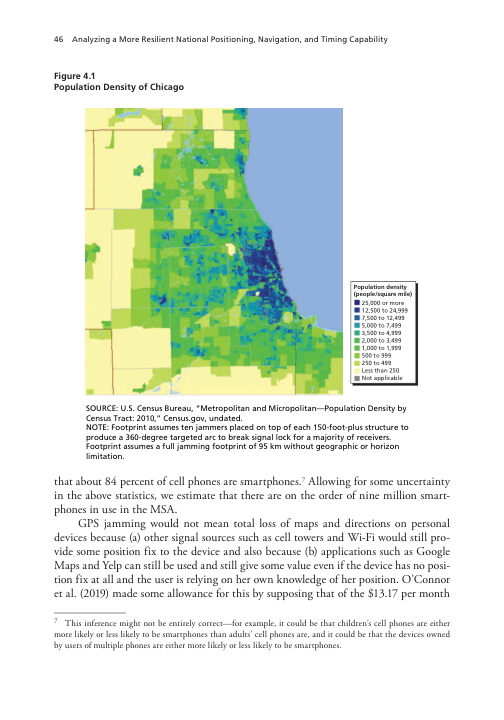 46 Analyzing a More Resilient National Positioning, Navigation, and Timing Capability
Figure 4.1
Population Density of Chicago
Population density
(people/square mile)
25,000 or more
12,500 to 24,999
7,500 to 12,499
5,000 to 7,499
3,500 to 4,999
2,000 to 3,499
1,000 to 1,999
500 to 999
250 to 499
Less than 250
Not applicable
SOURCE: U.S. Census Bureau, “Metropolitan and Micropolitan—Population Density by
Census Tract: 2010,” Census.gov, undated.
NOTE: Footprint assumes ten jammers placed on top of each 150-foot-plus structure to
produce a 360-degree targeted arc to break signal lock for a majority of receivers.
Footprint assumes a full jamming footprint of 95 km without geographic or horizon
limitation.
that about 84 percent of cell phones are smartphones.7 Allowing for some uncertainty
in the above statistics, we estimate that there are on the order of nine million smart-
phones in use in the MSA.
GPS jamming would not mean total loss of maps and directions on personal
devices because (a) other signal sources such as cell towers and Wi-Fi would still pro-
vide some position fix to the device and also because (b) applications such as Google
Maps and Yelp can still be used and still give some value even if the device has no posi-
tion fix at all and the user is relying on her own knowledge of her position. O’Connor
et al. (2019) made some allowance for this by supposing that of the $13.17 per month
7 This inference might not be entirely correct—for example, it could be that children’s cell phones are either
more likely or less likely to be smartphones than adults’ cell phones are, and it could be that the devices owned
by users of multiple phones are either more likely or less likely to be smartphones.